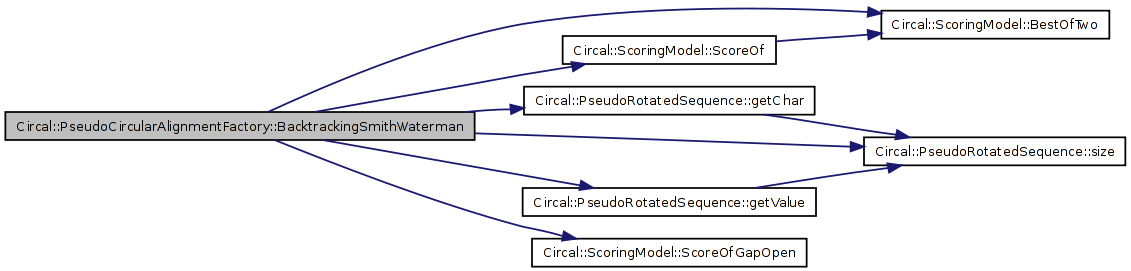 Circal::ScoringModel::BestOfTwo
Circal::ScoringModel::ScoreOf
Circal::PseudoRotatedSequence::getChar
Circal::PseudoCircularAlignmentFactory::BacktrackingSmithWaterman
Circal::PseudoRotatedSequence::size
Circal::PseudoRotatedSequence::getValue
Circal::ScoringModel::ScoreOfGapOpen